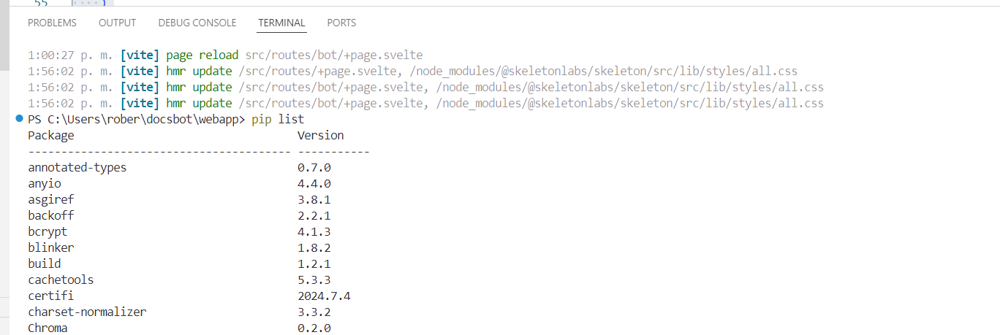 55 )
PROBLEMS OUTPUT DEBUG CONSOLE TERMINAL PORTS
1:00:27 p. m. [vite] page reload src/routes/bot/+page.svelte
1:56:02 p. m. [vite] hmr update /src/routes/+page.svelte, /node_modules/@skeletonlabs/skeleton/src/lib/styles/all.css
1:56:02 p. m. [vite] hmr update /src/routes/bot/+page.svelte, /node_modules/@skeletonlabs/skeleton/src/lib/styles/all.css
1:56:02 p. m. [vite] hmr update /src/routes/bot/+page.svelte, /node_modules/@skeletonlabs/skeleton/src/lib/styles/all.css
PS C:\Users\rober\docsbot\webapp> pip list
Package Version
---------------------------------------- -----------
annotated-types 0.7.0
anyio 4.4.0
asgiref 3.8.1
backoff 2.2.1
bcrypt 4.1.3
blinker 1.8.2
build 1.2.1
cachetools 5.3.3
certifi 2024.7.4
charset-normalizer 3.3.2
Chroma 0.2.0